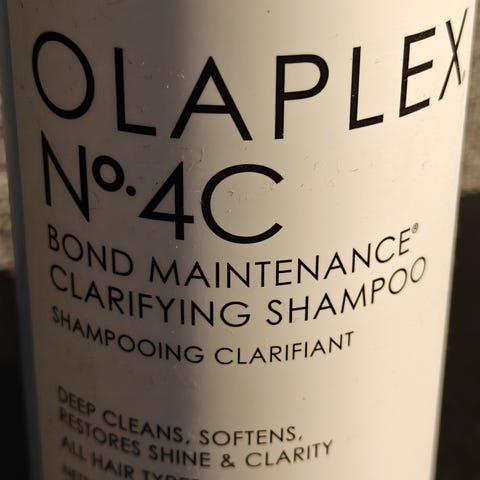 OLAPLEX
Nº.4C
BOND MAINTENANCE®
CLARIFYING SHAMPOO
SHAMPOOING CLARIFIANT
DEEP CLEANS, SOFTENS,
RESTORES SHINE & CLARITY
ALL HAIR TYPES